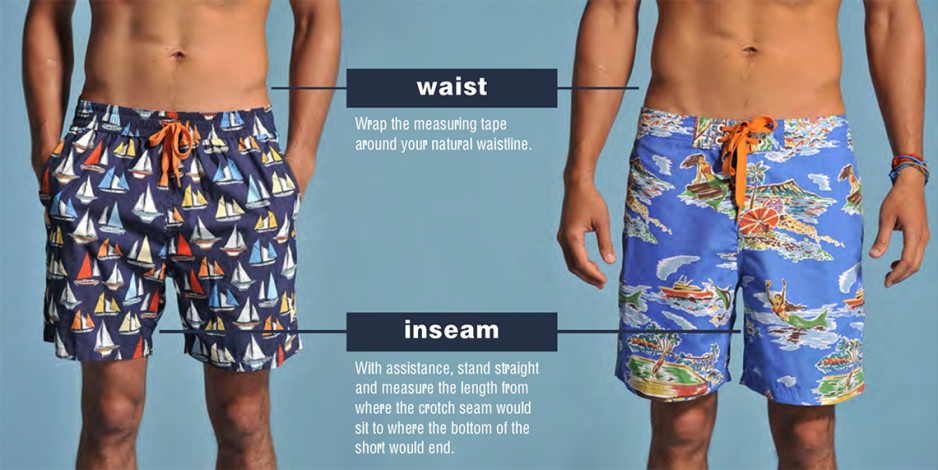 waist
Wrap the measuring tape
around your natural waistline.
inseam
With assistance, stand straight
and measure the length from
where the crotch seam would
sit to where the bottom of the
short would end.